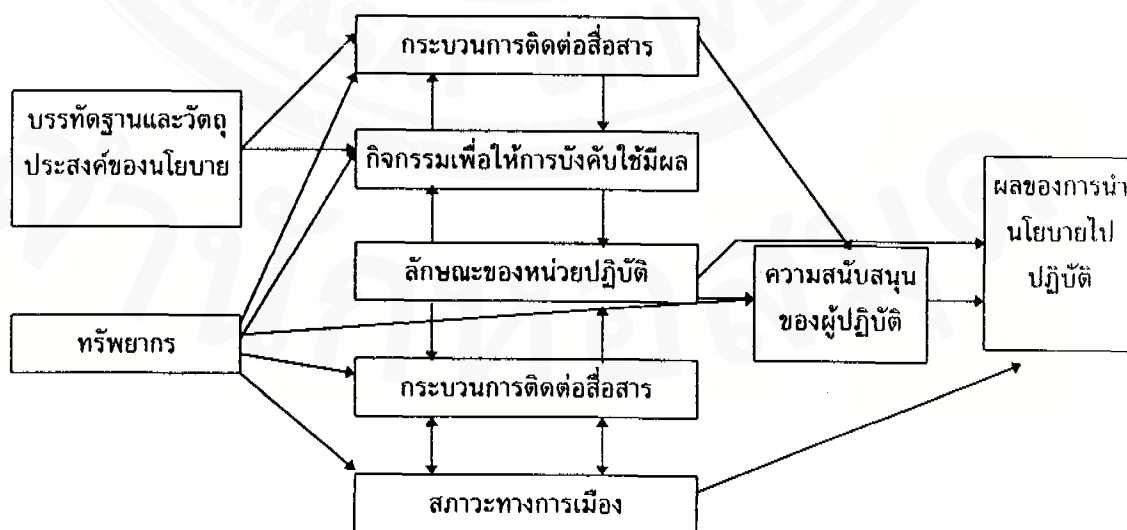 กระบวนการติดต่อสื่อสาร
บรรทัดฐานและวัตถุ
ประสงค์ของนโยบาย
กิจกรรมเพื่อให้การบังคับใช้มีผล
ผลของการนำ
นโยบายไป
ปฏิบัติ
ลักษณะของหน่วยปฏิบัติ
ความสนับสนุน
ของผู้ปฏิบัติ
ทรัพยากร
กระบวนการติดต่อสื่อสาร
สภาวะทางการเมือง